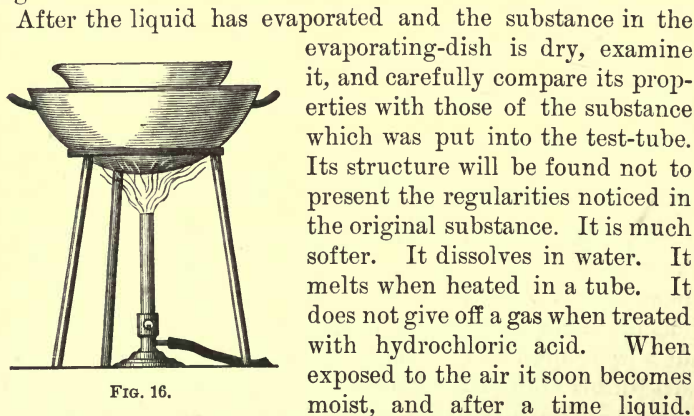 After the liquid has evaporated and the substance in the
evaporating-dish is dry, examine
it, and carefully compare its prop-
erties with those of the substance
which was put into the test-tube.
Its structure will be found not to
present the regularities noticed in
the original substance. It is much
softer. It dissolves in water. It
melts when heated in a tube. It
does not give off a gas when treated
with hydrochloric acid. When
exposed to the air it soon becomes
moist, and after a time liquid.
FIG. 16.